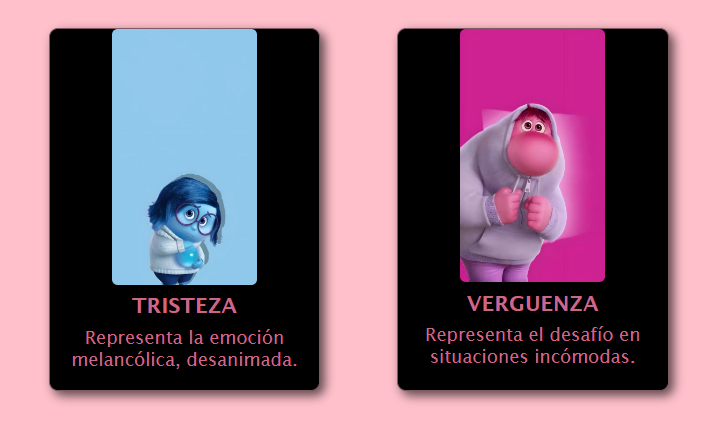 TRISTEZA
Representa la emoción
melancólica, desanimada.
VERGUENZA
Representa el desafío en
situaciones incómodas.